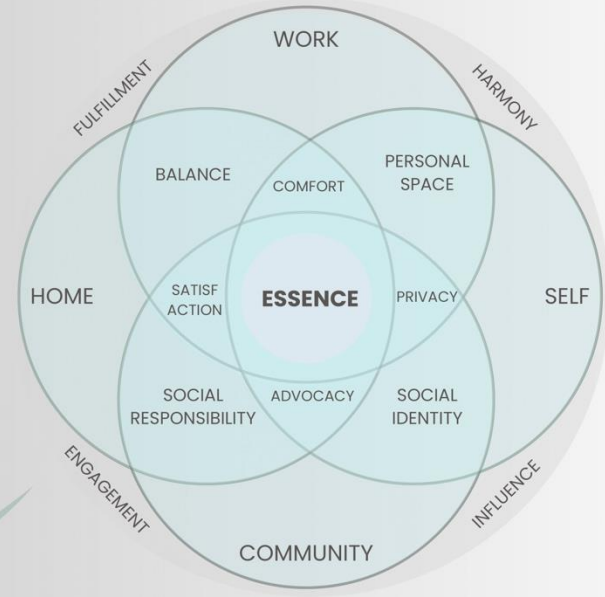 WORK
FULFILLMENT
HARMONY
BALANCE
COMFORT
PERSONAL
SPACE
HOME
SATISF
ACTION
ESSENCE
PRIVACY
SELF
SOCIAL
RESPONSIBILITY
ADVOCACY
SOCIAL
IDENTITY
ENGAGEMENT
INFLUENCE
COMMUNITY